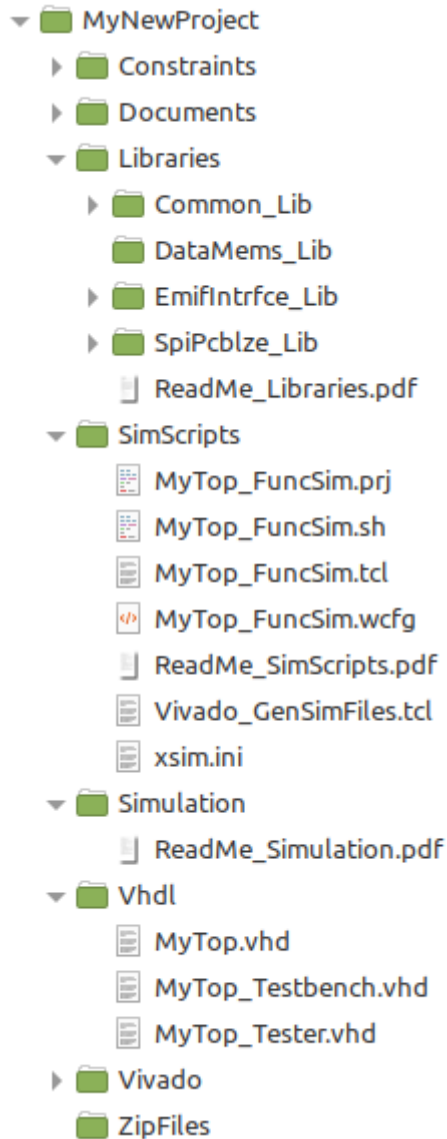 MyNewProject
Constraints
Documents
Libraries
Common_Lib
DataMems_Lib
EmifIntrfce_Lib
SpiPcblze_Lib
ReadMe_Libraries.pdf
SimScripts
MyTop_FuncSim.prj
MyTop_FuncSim.sh
MyTop_FuncSim.tcl
MyTop_FuncSim.wcfg
ReadMe_SimScripts.pdf
Vivado_GenSimFiles.tcl
xsim.ini
Simulation
ReadMe_Simulation.pdf
Vhdl
MyTop.vhd
MyTop_Testbench.vhd
MyTop_Tester.vhd
Vivado
ZipFiles